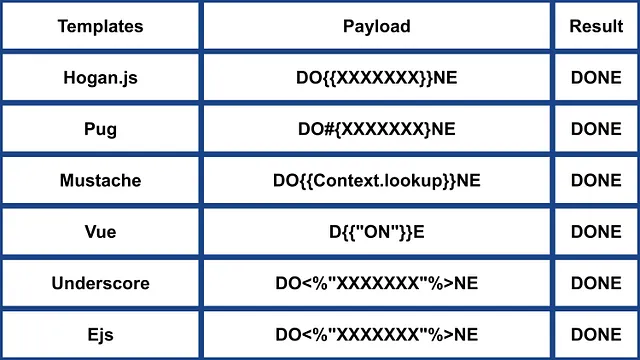 Templates Payload Result
Hogan.js DO{{XXXXXXX}}NE DONE
Pug DO#{XXXXXXX}NE DONE
Mustache DO{{Context.lookup}}NE DONE
Vue D{{"ON"}}E DONE
Underscore DO<%"XXXXXXX"%>NE DONE
Ejs DO<%"XXXXXXX"%>NE DONE